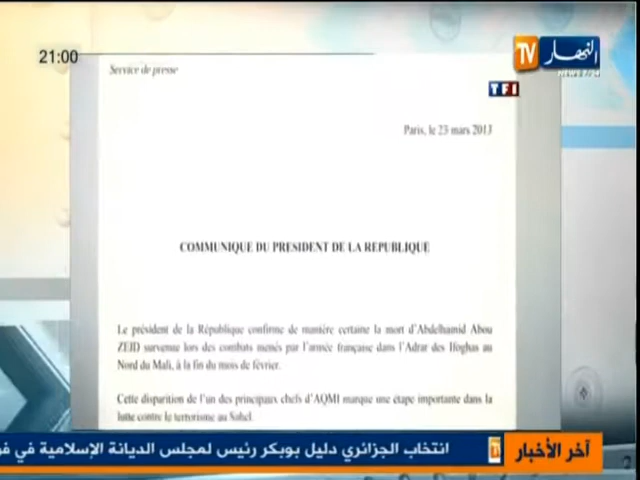 21:00
Service de presse
TV النهار
TF1
Paris, le 23 mars 2013
COMMUNIQUE DU PRESIDENT DE LA REPUBLIQUE
Le président de la République confirme de manière certaine la mort d'Abdelhamid Abou
ZEID survenue lors des combats menés par l'armée française dans l'Adrar des Ifoghas au
Nord du Mali, à la fin du mois de février.
Cette disparition de l'un des principaux chefs d'AQMI marque une étape importante dans la
lutte contre le terrorisme au Sahel.
آخر الأخبار
انتخاب الجزائري دليل بوبكر رئيس لمجلس الديانة الإسلامية في